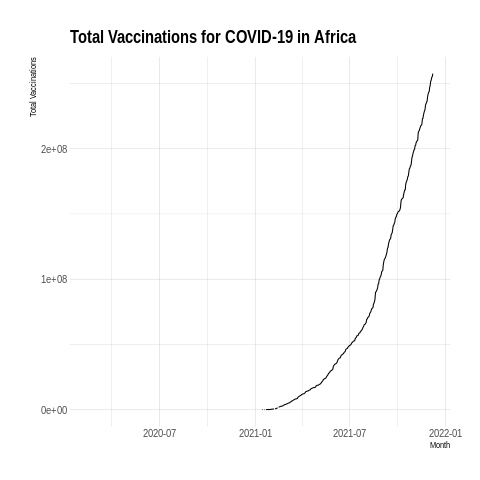 Total Vaccinations for COVID-19 in Africa
Total Vaccinations
2e+08
1e+08
0e+00
2020-07
2021-01
2021-07
2022-01
Month